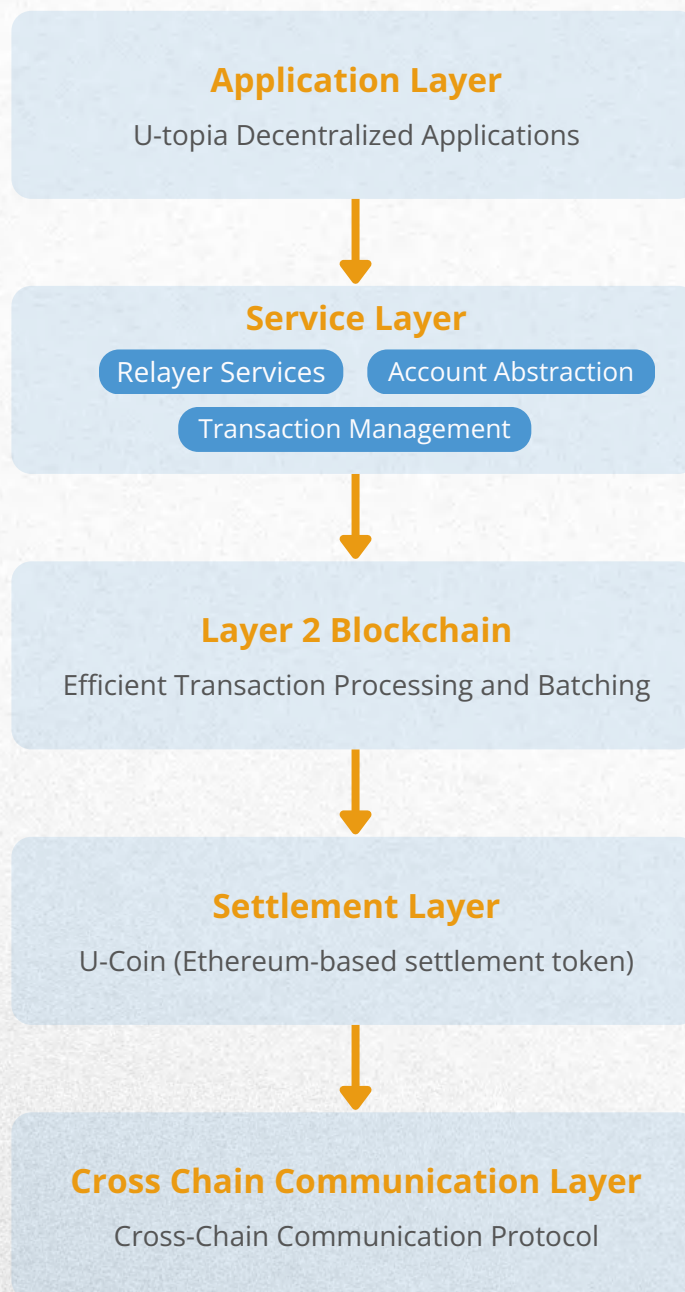 Application Layer
U-topia Decentralized Applications
Service Layer
Relayer Services Account Abstraction
Transaction Management
Layer 2 Blockchain
Efficient Transaction Processing and Batching
Settlement Layer
U-Coin (Ethereum-based settlement token)
Cross Chain Communication Layer
Cross-Chain Communication Protocol